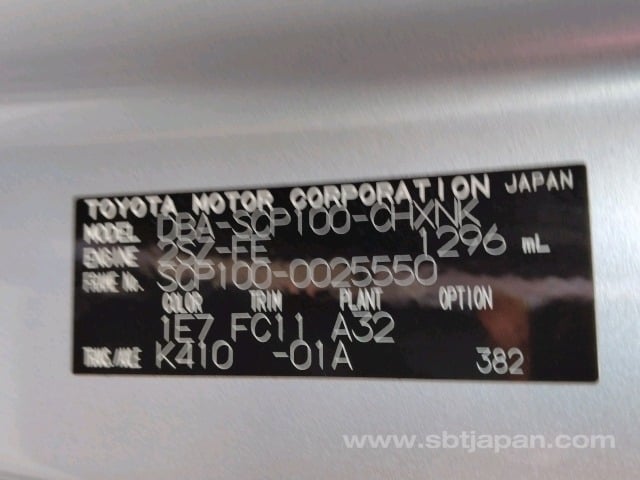 TOYOTA MOTOR CORPORATION JAPAN
MODEL DBA-SCP100-CHXNK
ENGINE 2SZ-FE 1296 mL
FRAME No. SCP100-0025550
COLOR TRIM PLANT OPTION
1E7 FC11 A32
TRANS/AXLE K410 -01A 382
www.sbtjapan.com